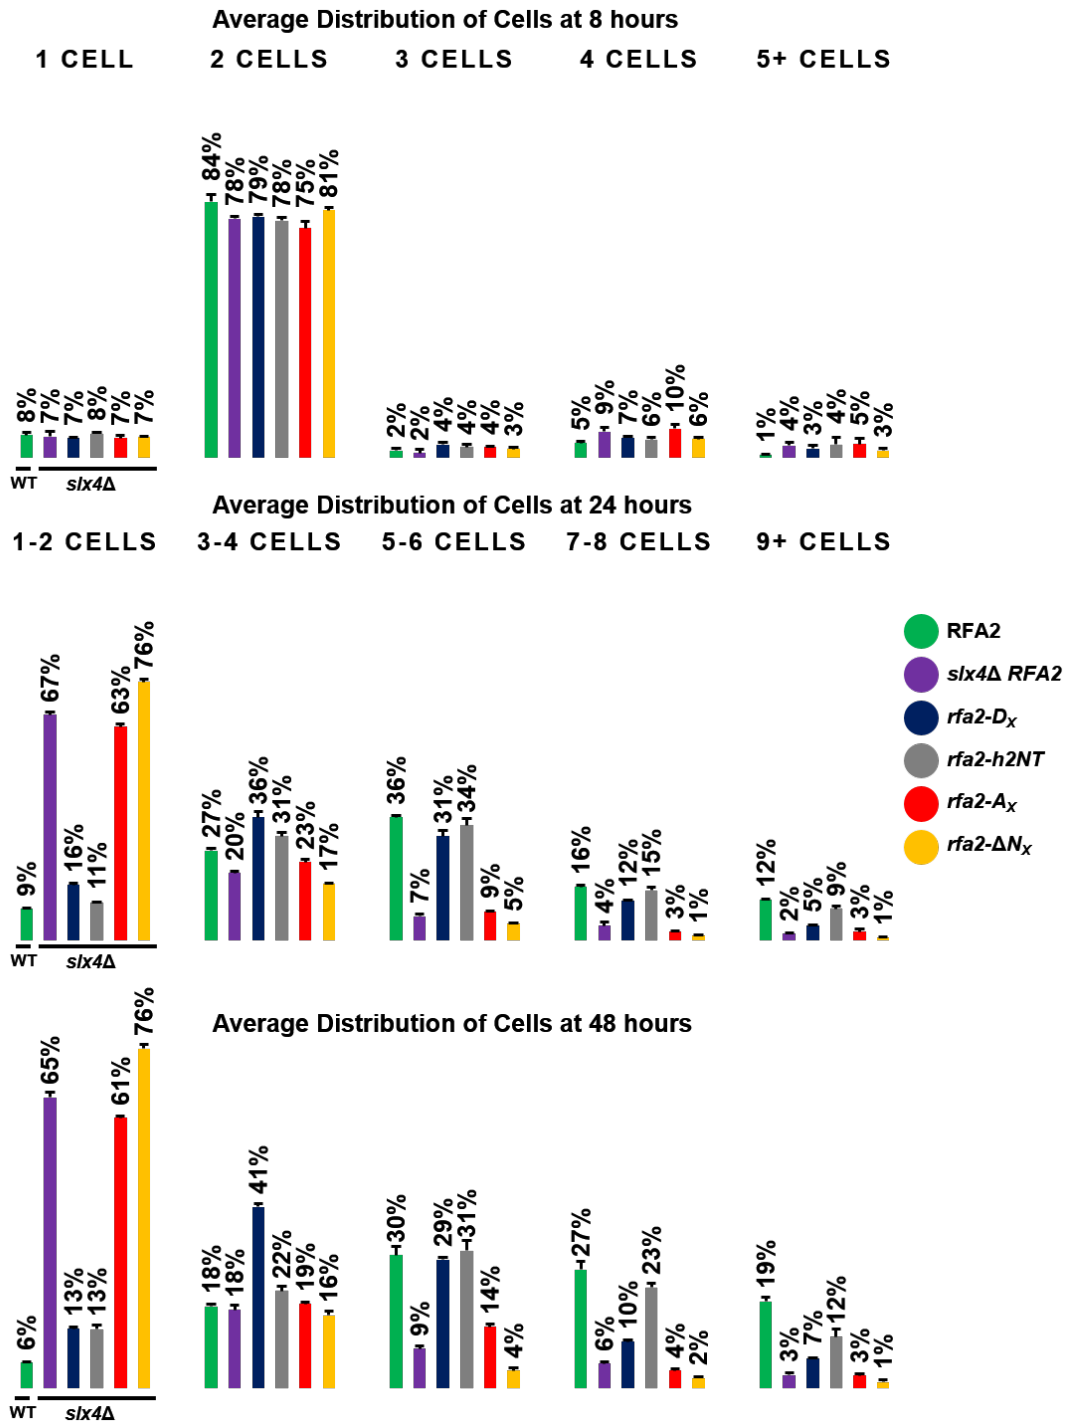 Average Distribution of Cells at 8 hours
1 CELL 2 CELLS 3 CELLS 4 CELLS 5+ CELLS
8% 7% 7% 8% 7% 7% 84% 78% 79% 78% 75% 81% 2% 2% 4% 4% 4% 3% 5% 9% 7% 6% 10% 6% 1% 4% 3% 4% 5% 3%
WT slx4Δ
Average Distribution of Cells at 24 hours
1-2 CELLS 3-4 CELLS 5-6 CELLS 7-8 CELLS 9+ CELLS
9% 67% 16% 11% 63% 76% 27% 20% 36% 31% 23% 17% 36% 7% 31% 34% 9% 5% 16% 4% 12% 15% 3% 1% 12% 2% 5% 9% 3% 1%
WT slx4Δ
RFA2
slx4Δ RFA2
rfa2-Dx
rfa2-h2NT
rfa2-Ax
rfa2-ΔNx
Average Distribution of Cells at 48 hours
6% 65% 13% 13% 61% 76% 18% 18% 41% 22% 19% 16% 30% 9% 29% 31% 14% 4% 27% 6% 10% 23% 4% 2% 19% 3% 7% 12% 3% 1%
WT slx4Δ